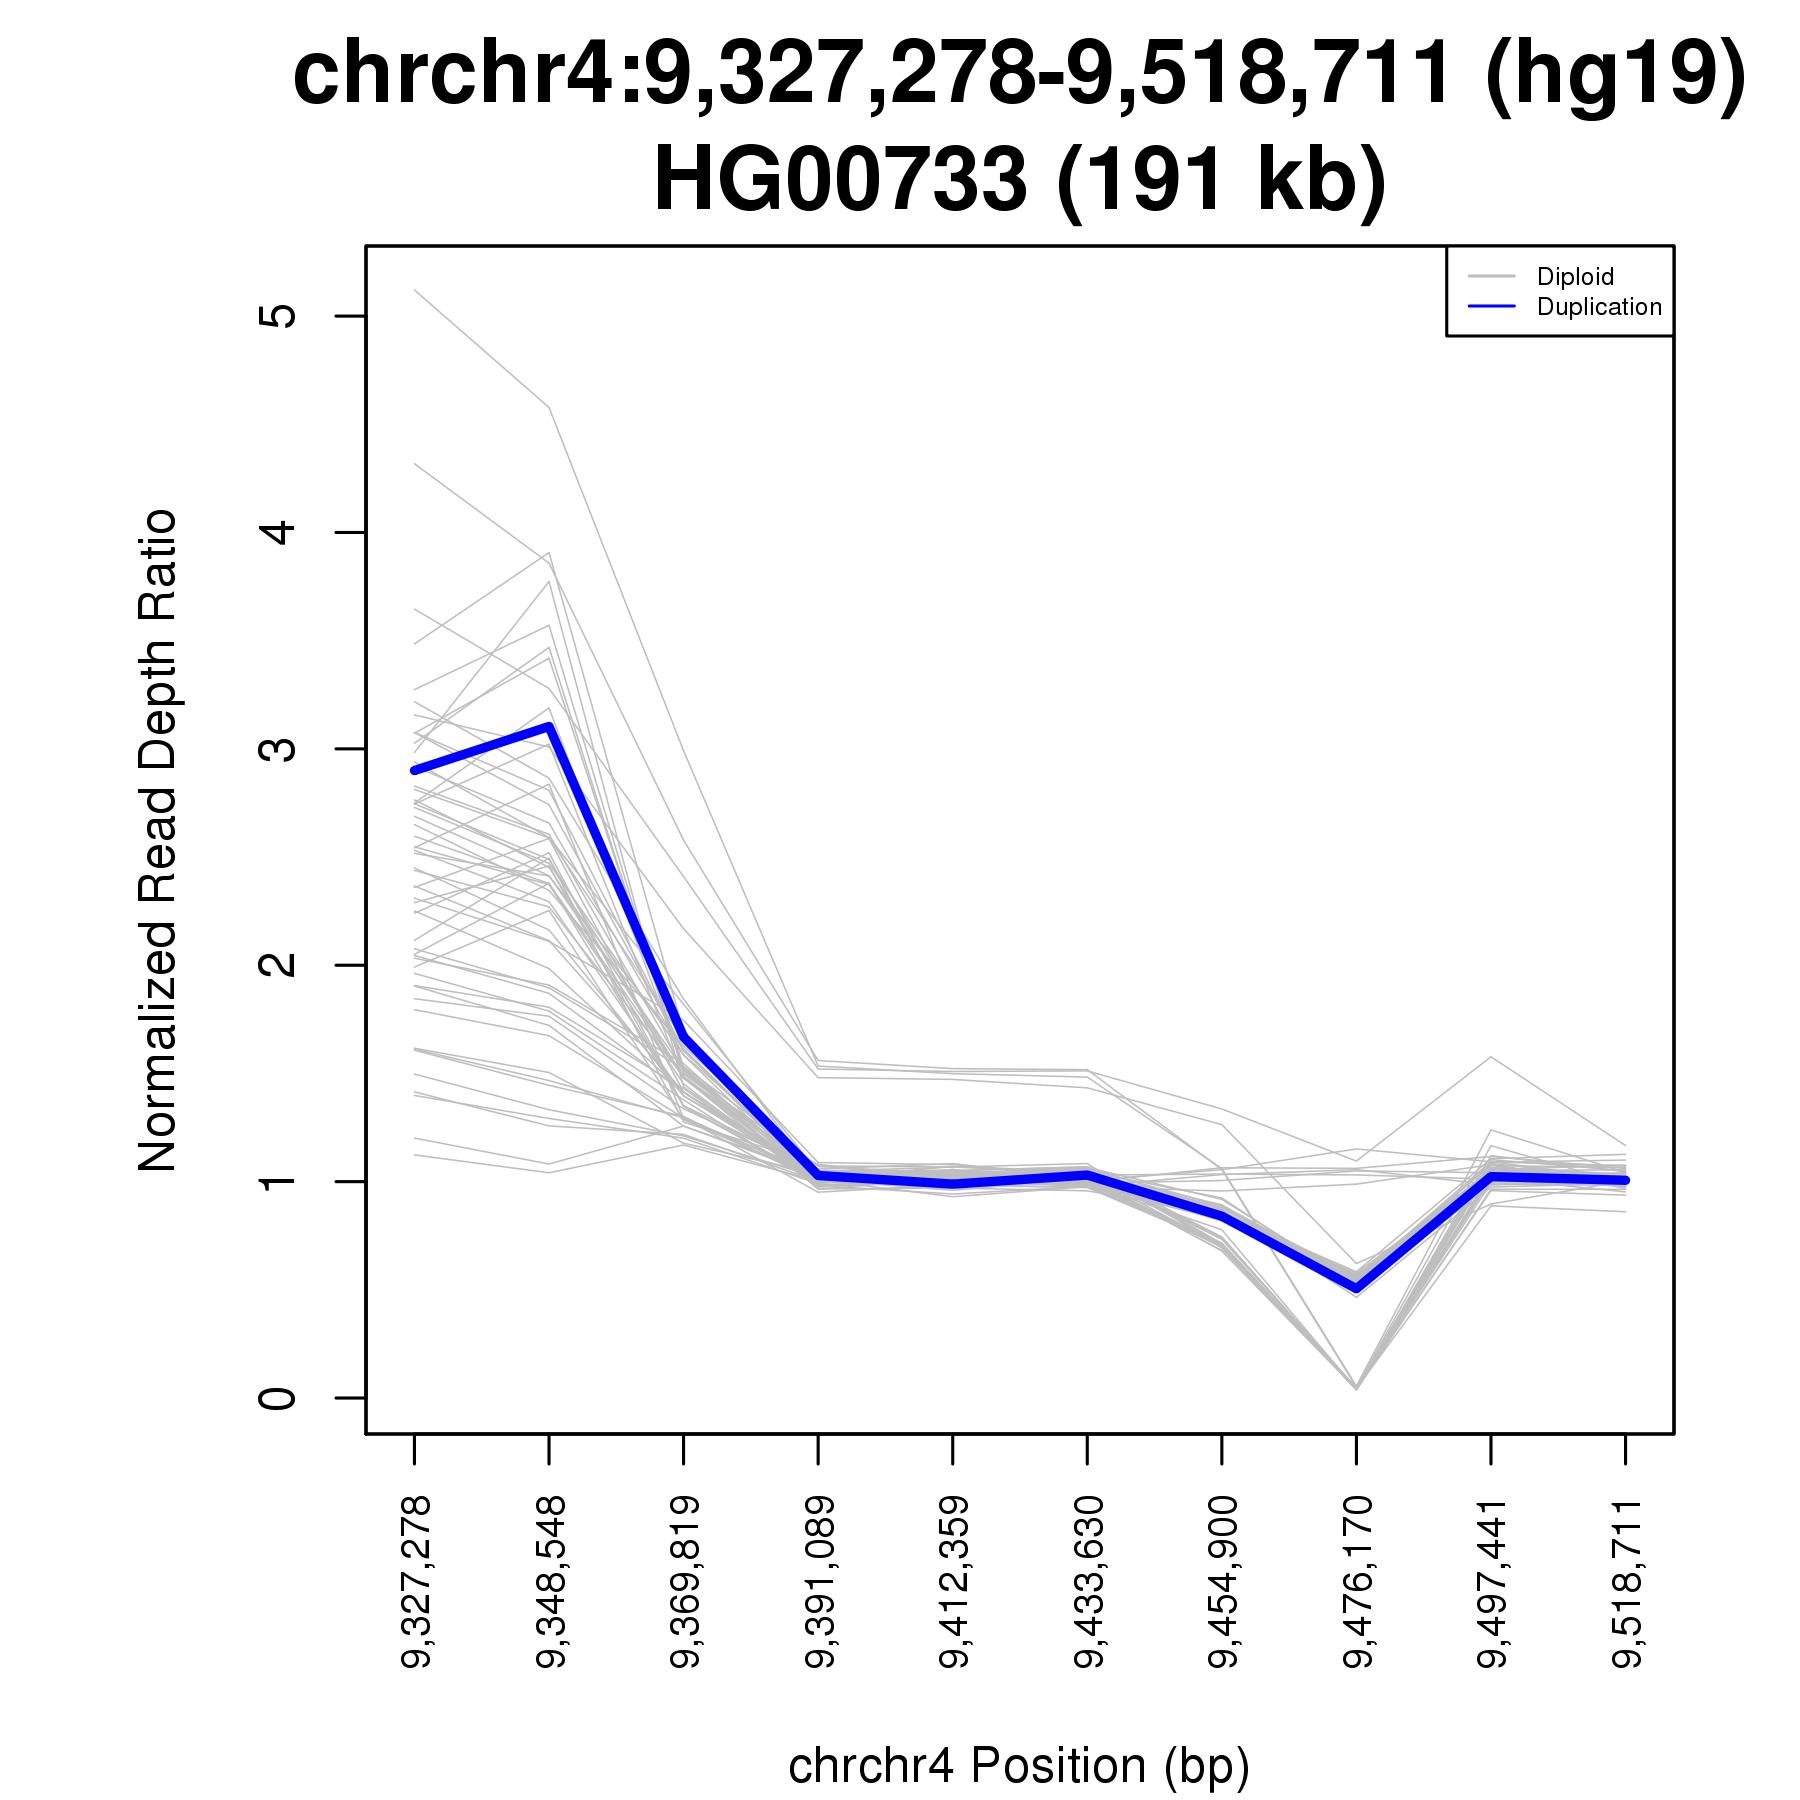 chrchr4:9,327,278-9,518,711 (hg19)
HG00733 (191 kb)
Diploid
Duplication
Normalized Read Depth Ratio
5
4
3
2
1
0
9,327,278
9,348,548
9,369,819
9,391,089
9,412,359
9,433,630
9,454,900
9,476,170
9,497,441
9,518,711
chrchr4 Position (bp)